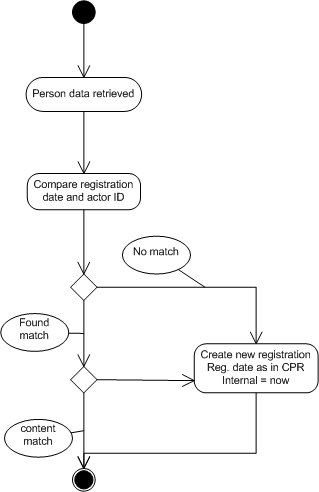 Person data retrieved
Compare registration
date and actor ID
No match
Found
match
Create new registration
Reg. date as in CPR
Internal = now
content
match